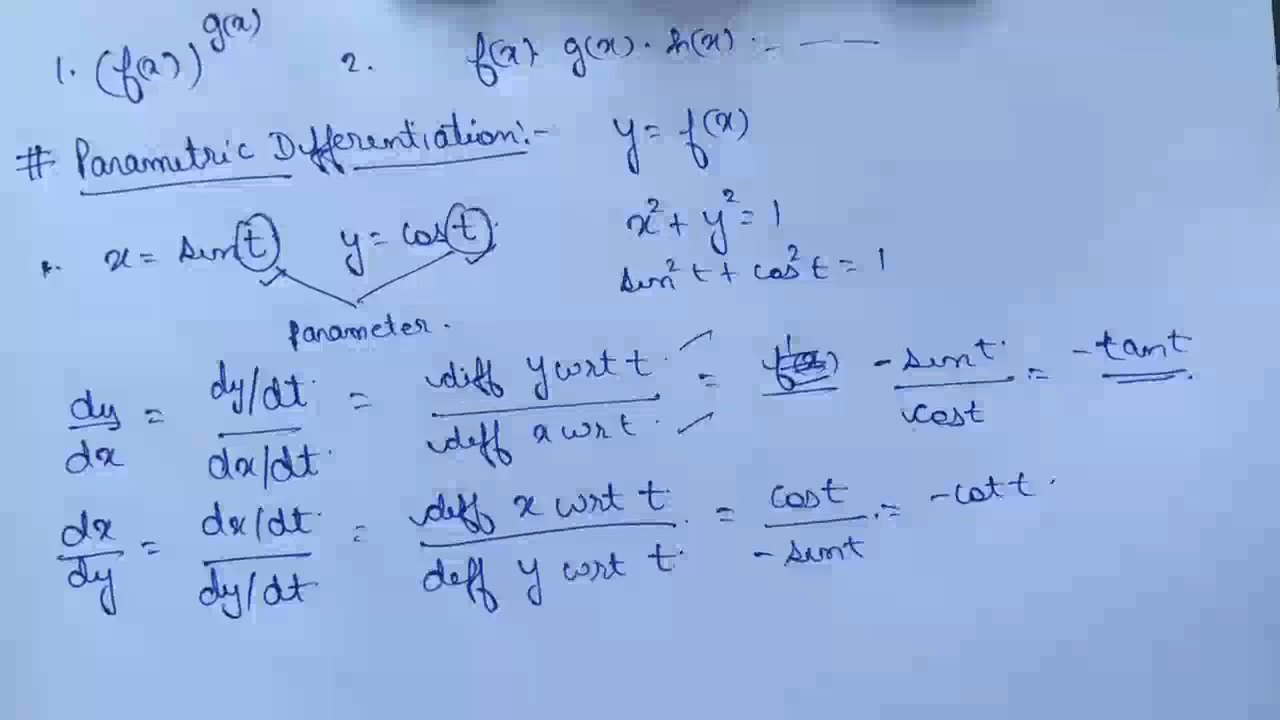 1. (f(x))^g(x) 2. f(x) g(x) . h(x) . - - -
# Parametric Differentiation:- y = f(x)
x = sin t y = cos t x² + y² = 1
sin² t + cos² t = 1
parameter.
dy/dx = (dy/dt)/(dx/dt) = (diff y wrt t)/(diff x wrt t) = -sin t/cos t = -tan t
dx/dy = (dx/dt)/(dy/dt) = (diff x wrt t)/(diff y wrt t) = cos t/-sin t = -cot t